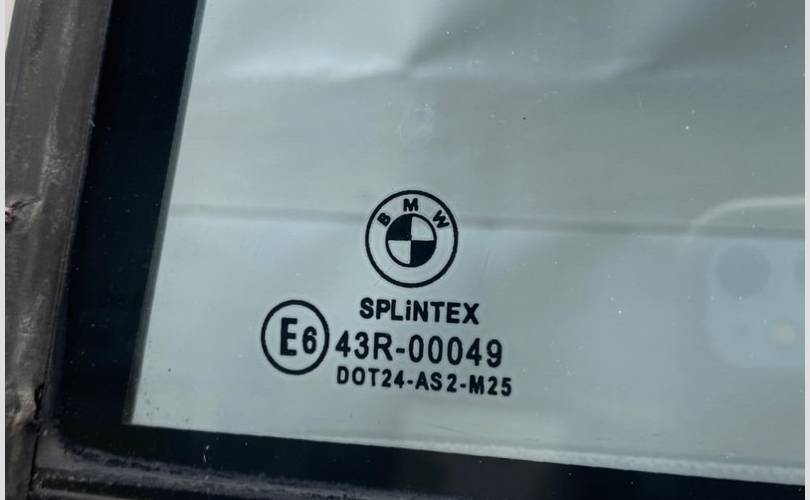 BMW
SPLiNTEX
E6 43R-00049
DOT24-AS2-M25